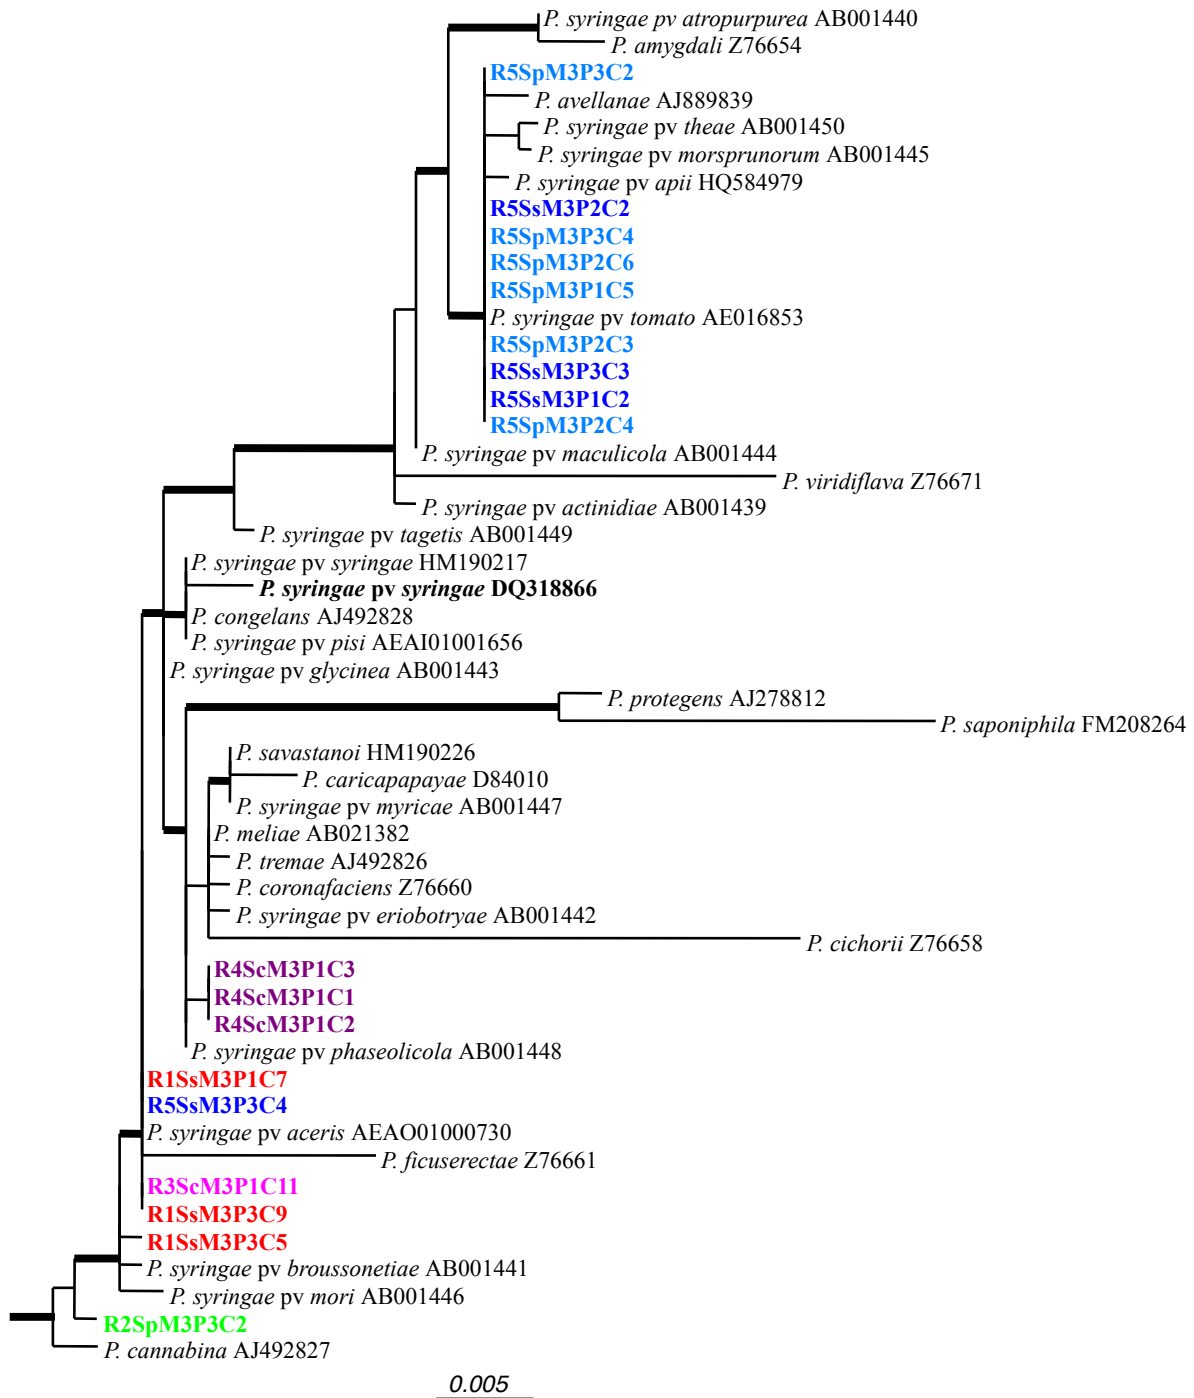 P. syringae pv atropurpurea AB001440
P. amygdali Z76654
R5SpM3P3C2
P. avellanae AJ889839
P. syringae pv theae AB001450
P. syringae pv morsprunorum AB001445
P. syringae pv apii HQ584979
R5SsM3P2C2
R5SpM3P3C4
R5SpM3P2C6
R5SpM3P1C5
P. syringae pv tomato AE016853
R5SpM3P2C3
R5SsM3P3C3
R5SsM3P1C2
R5SpM3P2C4
P. syringae pv maculicola AB001444
P. viridiflava Z76671
P. syringae pv actinidiae AB001439
P. syringae pv tagetis AB001449
P. syringae pv syringae HM190217
P. syringae pv syringae DQ318866
P. congelans AJ492828
P. syringae pv pisi AEAI01001656
P. syringae pv glycinea AB001443
P. protegens AJ278812
P. saponiphila FM208264
P. savastanoi HM190226
P. caricapapayae D84010
P. syringae pv myricae AB001447
P. meliae AB021382
P. tremae AJ492826
P. coronafaciens Z76660
P. syringae pv eriobotryae AB001442
P. cichorii Z76658
R4ScM3P1C3
R4ScM3P1C1
R4ScM3P1C2
P. syringae pv phaseolicola AB001448
R1SsM3P1C7
R5SsM3P3C4
P. syringae pv aceris AEAO01000730
P. ficuserectae Z76661
R3ScM3P1C11
R1SsM3P3C9
R1SsM3P3C5
P. syringae pv broussonetiae AB001441
P. syringae pv mori AB001446
R2SpM3P3C2
P. cannabina AJ492827
0.005